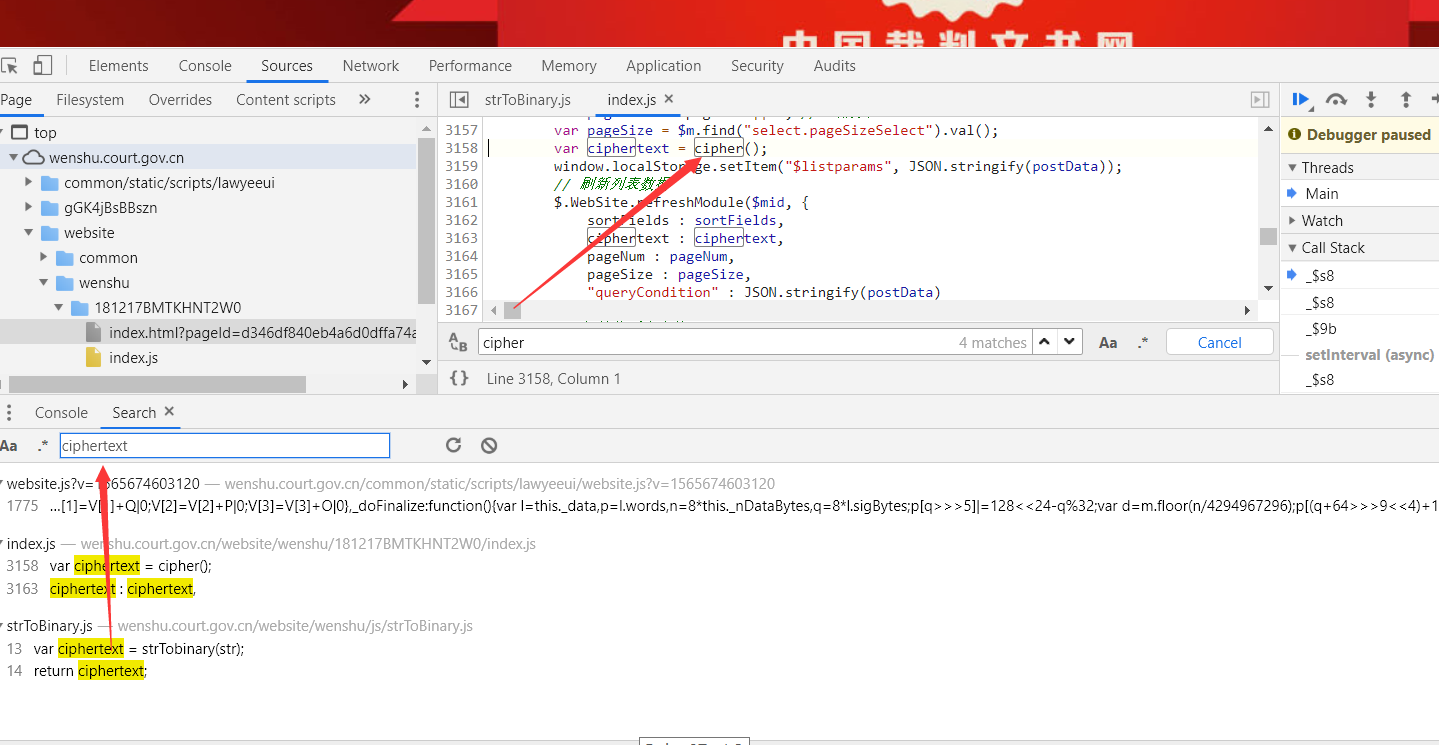 中国裁判文书网
Elements Console Sources Network Performance Memory Application Security Audits
Page Filesystem Overrides Content scripts »
strToBinary.js index.js ×
top
wenshu.court.gov.cn
common/static/scripts/lawyeeui
gGK4jBsBBszn
website
common
wenshu
181217BMTKHNT2W0
index.html?pageId=d346df840eb4a6d0dffa74a
index.js
3157 var pageSize = $m.find("select.pageSizeSelect").val();
3158 var ciphertext = cipher();
3159 window.localStorage.setItem("$listparams", JSON.stringify(postData));
3160 // 刷新列表数据
3161 $.WebSite.refreshModule($mid, {
3162 sortFields : sortFields,
3163 ciphertext : ciphertext,
3164 pageNum : pageNum,
3165 pageSize : pageSize,
3166 "queryCondition" : JSON.stringify(postData)
3167
cipher 4 matches Aa .* Cancel
{} Line 3158, Column 1
Debugger paused
Threads
Main
Watch
Call Stack
_$s8
_$s8
_$9b
setInterval (async)
_$s8
Console Search ×
Aa .* ciphertext
website.js?v=1565674603120 — wenshu.court.gov.cn/common/static/scripts/lawyeeui/website.js?v=1565674603120
1775 …[1]=V[1]+Q|0;V[2]=V[2]+P|0;V[3]=V[3]+O|0},_doFinalize:function(){var l=this._data,p=l.words,n=8*this._nDataBytes,q=8*l.sigBytes;p[q>>>5]|=128<<24-q%32;var d=m.floor(n/4294967296);p[(q+64>>>9<<4)+1
index.js — wenshu.court.gov.cn/website/wenshu/181217BMTKHNT2W0/index.js
3158 var ciphertext = cipher();
3163 ciphertext : ciphertext,
strToBinary.js — wenshu.court.gov.cn/website/wenshu/js/strToBinary.js
13 var ciphertext = strTobinary(str);
14 return ciphertext;